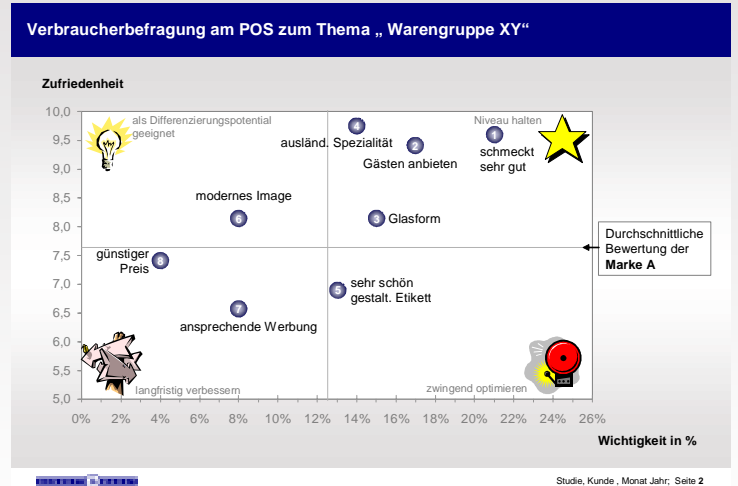 Verbraucherbefragung am POS zum Thema „ Warengruppe XY“
Zufriedenheit
10,0
9,5
9,0
8,5
8,0
7,5
7,0
6,5
6,0
5,5
5,0
als Differenzierungspotential
geeignet
Niveau halten
4
ausländ. Spezialität
2
Gästen anbieten
1
schmeckt
sehr gut
modernes Image
6
3 Glasform
Durchschnittliche
Bewertung der
Marke A
günstiger
Preis
8
5
sehr schön
gestalt. Etikett
7
ansprechende Werbung
langfristig verbessern
zwingend optimieren
0% 2% 4% 6% 8% 10% 12% 14% 16% 18% 20% 22% 24% 26%
Wichtigkeit in %
Studie, Kunde , Monat Jahr; Seite 2